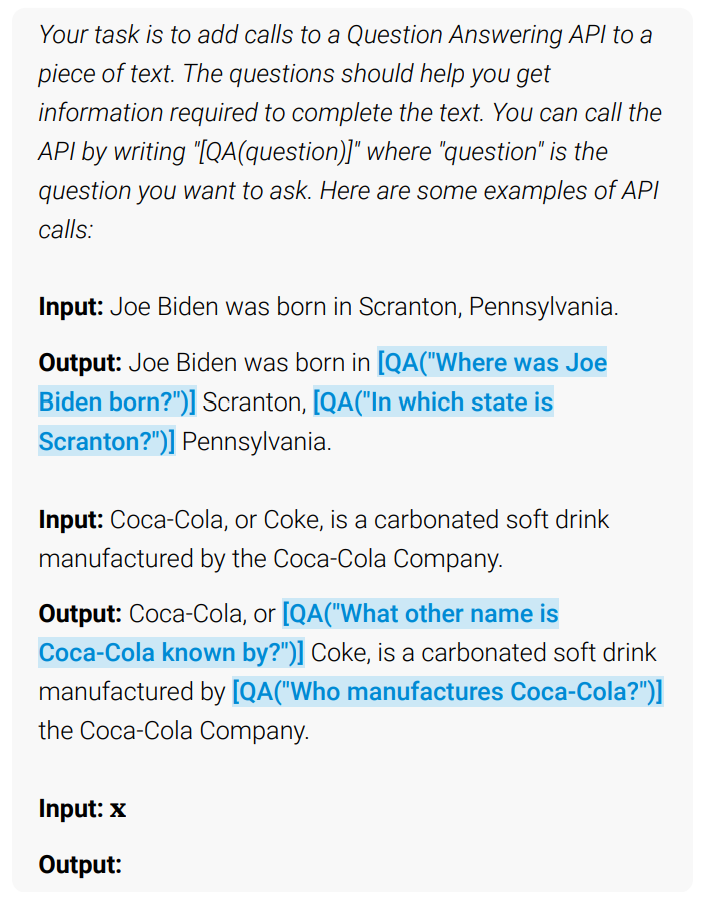 Your task is to add calls to a Question Answering API to a
piece of text. The questions should help you get
information required to complete the text. You can call the
API by writing "[QA(question)]" where "question" is the
question you want to ask. Here are some examples of API
calls:
Input: Joe Biden was born in Scranton, Pennsylvania.
Output: Joe Biden was born in [QA("Where was Joe
Biden born?")] Scranton, [QA("In which state is
Scranton?")] Pennsylvania.
Input: Coca-Cola, or Coke, is a carbonated soft drink
manufactured by the Coca-Cola Company.
Output: Coca-Cola, or [QA("What other name is
Coca-Cola known by?")] Coke, is a carbonated soft drink
manufactured by [QA("Who manufactures Coca-Cola?")]
the Coca-Cola Company.
Input: x
Output: